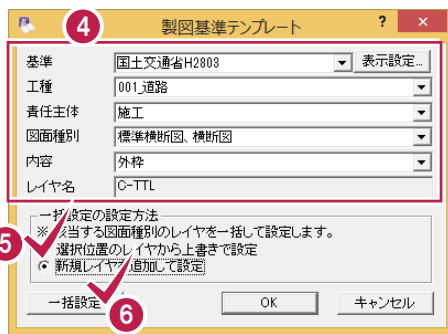 4
製図基準テンプレート
?
×
基準 国土交通省H2803 表示設定...
工種 001_道路
責任主体 施工
図面種別 標準横断図、横断図
内容 外枠
レイヤ名 C-TTL
一括設定の設定方法
※該当する図面種別のレイヤを一括して設定します。
5
選択位置のレイヤから上書きで設定
新規レイヤを追加して設定
一括設定 OK キャンセル
6